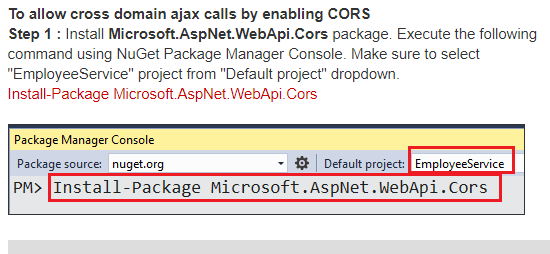 To allow cross domain ajax calls by enabling CORS
Step 1 : Install Microsoft.AspNet.WebApi.Cors package. Execute the following
command using NuGet Package Manager Console. Make sure to select
"EmployeeService" project from "Default project" dropdown.
Install-Package Microsoft.AspNet.WebApi.Cors
Package Manager Console
Package source: nuget.org Default project: EmployeeService
PM> Install-Package Microsoft.AspNet.WebApi.Cors